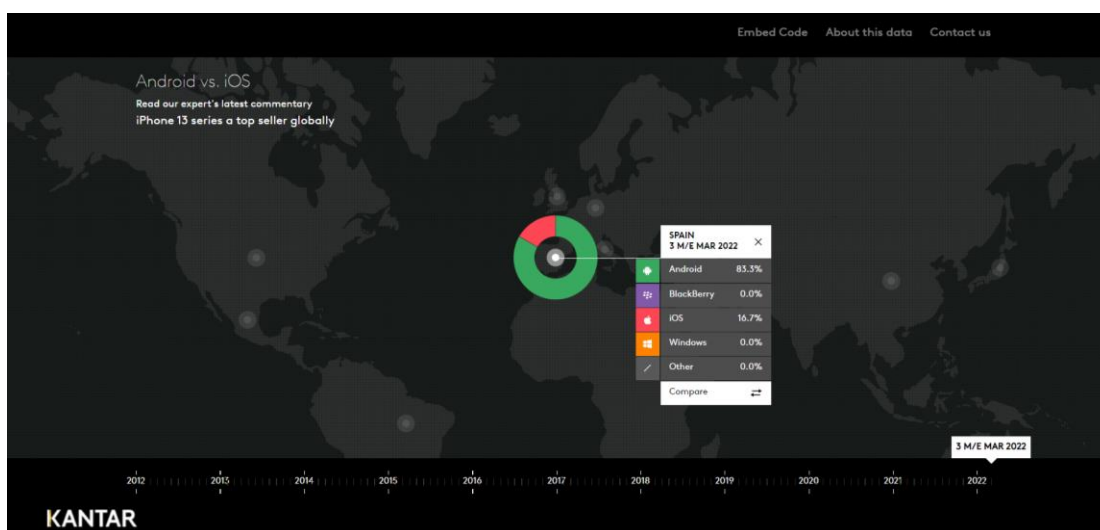 Embed Code About this data Contact us
Android vs. iOS
Read our expert's latest commentary
iPhone 13 series a top seller globally
SPAIN
3 M/E MAR 2022 ×
Android 83.3%
BlackBerry 0.0%
iOS 16.7%
Windows 0.0%
Other 0.0%
Compare
3 M/E MAR 2022
2012 2013 2014 2015 2016 2017 2018 2019 2020 2021 2022
KANTAR